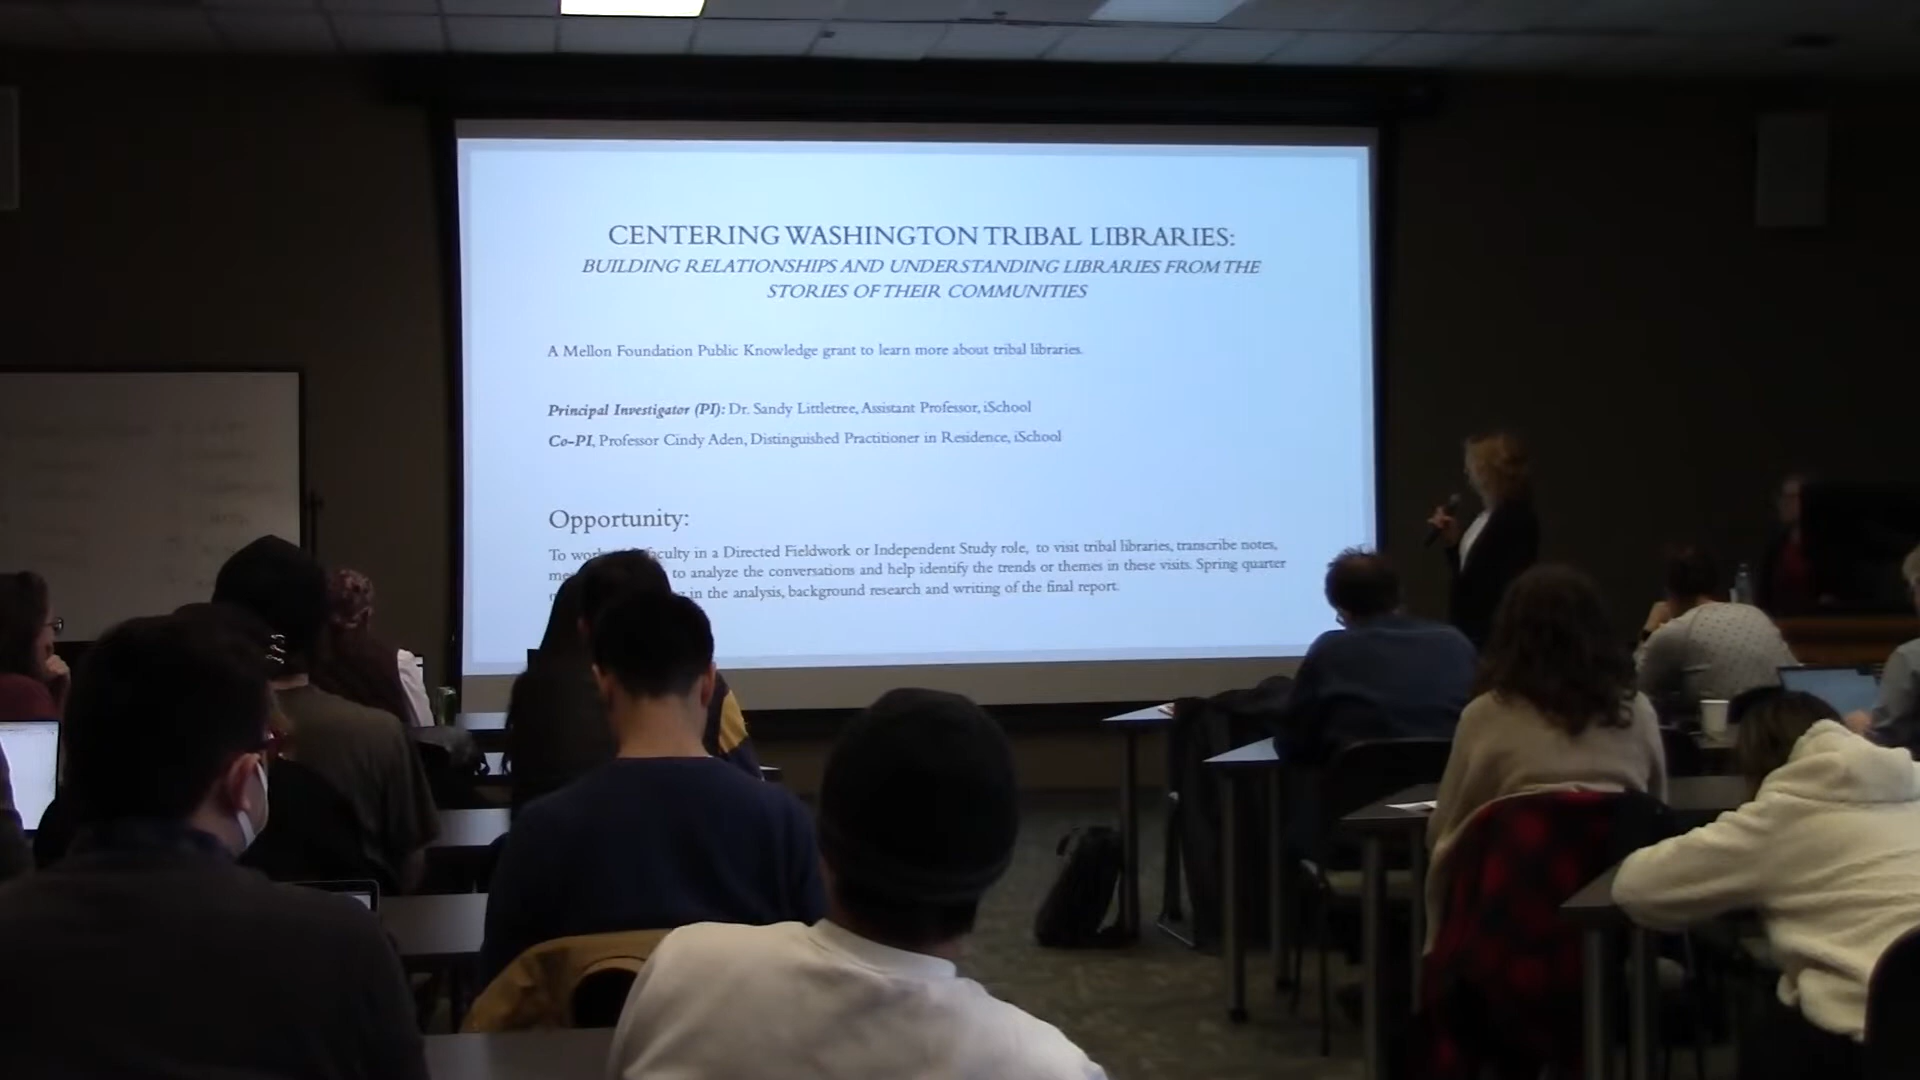 CENTERING WASHINGTON TRIBAL LIBRARIES:
BUILDING RELATIONSHIPS AND UNDERSTANDING LIBRARIES FROM THE
STORIES OF THEIR COMMUNITIES
A Mellon Foundation Public Knowledge grant to learn more about tribal libraries.
Principal Investigator (PI): Dr. Sandy Littletree, Assistant Professor, iSchool
Co-PI, Professor Cindy Aden, Distinguished Practitioner in Residence, iSchool
Opportunity:
To faculty in a Directed Fieldwork or Independent Study role, to visit tribal libraries, transcribe notes,
to analyze the conversations and help identify the trends or themes in these visits. Spring quarter
in the analysis, background research and writing of the final report.